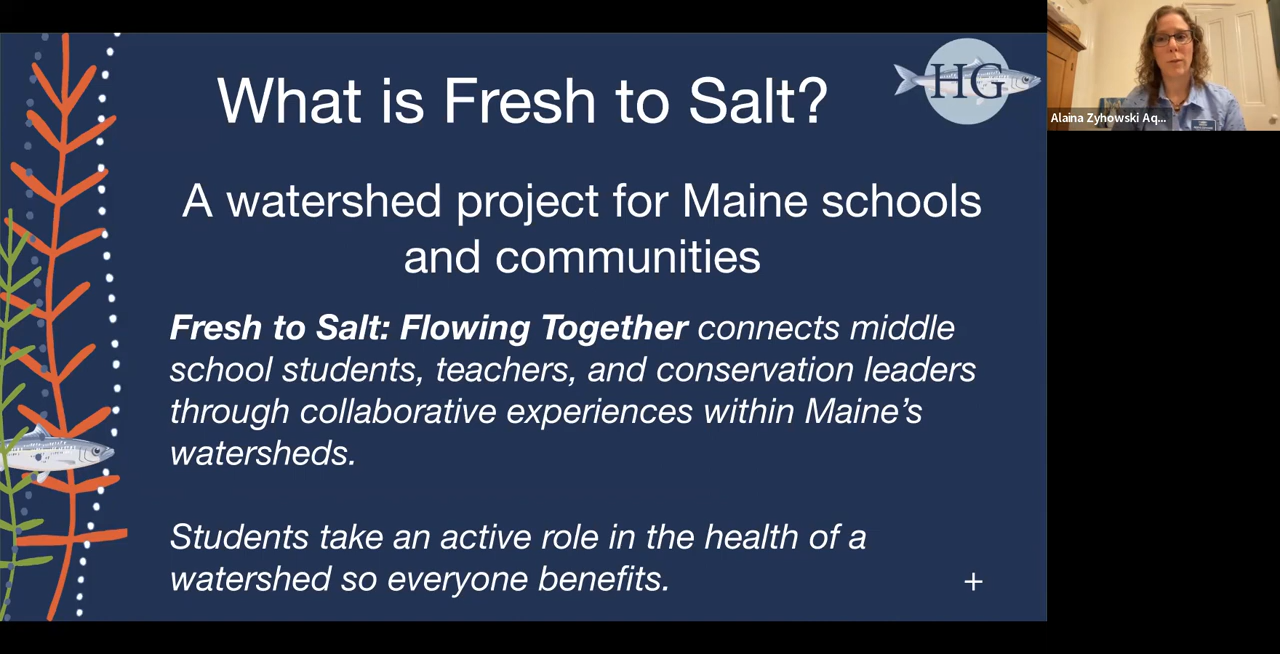 What is Fresh to Salt?
HG
Alaina Zyhowski Aq...
A watershed project for Maine schools
and communities
Fresh to Salt: Flowing Together connects middle
school students, teachers, and conservation leaders
through collaborative experiences within Maine’s
watersheds.
Students take an active role in the health of a
watershed so everyone benefits.
+